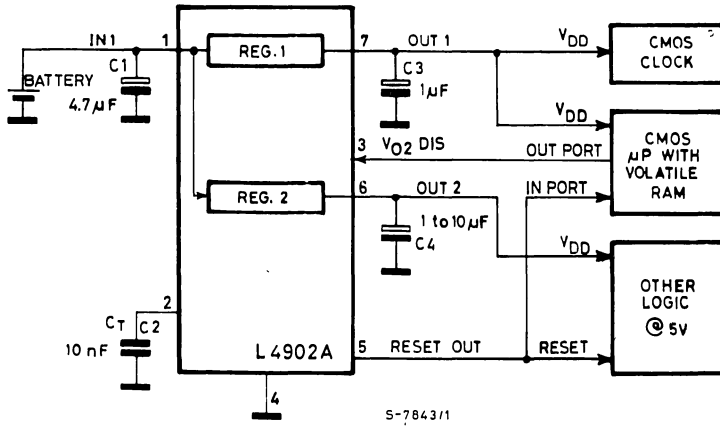 IN1
1
REG. 1
7
OUT 1
VDD
CMOS
CLOCK
BATTERY
C1
4.7µF
C3
1µF
VDD
3
VO2 DIS
OUT PORT
CMOS
µP WITH
VOLATILE
RAM
REG. 2
6
OUT 2
IN PORT
1 to 10µF
C4
VDD
OTHER
LOGIC
@ 5V
2
CT
C2
10 nF
L4902A
5
RESET OUT
RESET
4
S-7843/1